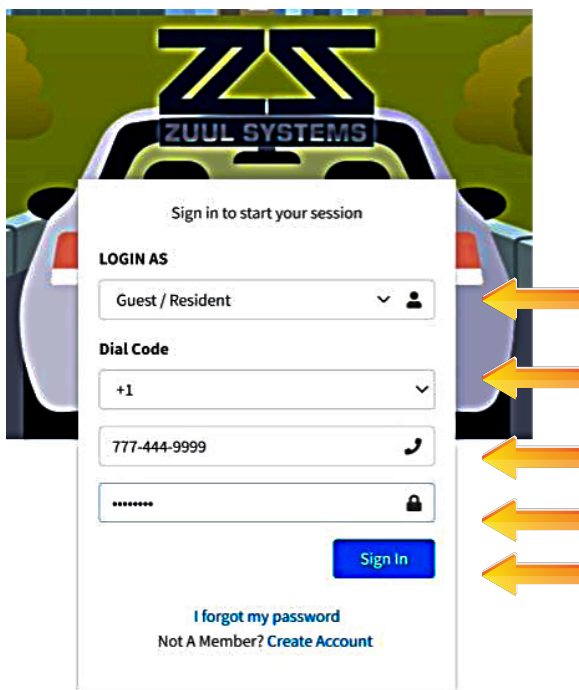 ZUUL SYSTEMS
Sign in to start your session
LOGIN AS
Guest / Resident
Dial Code
+1
777-444-9999
••••••••
Sign In
I forgot my password
Not A Member? Create Account